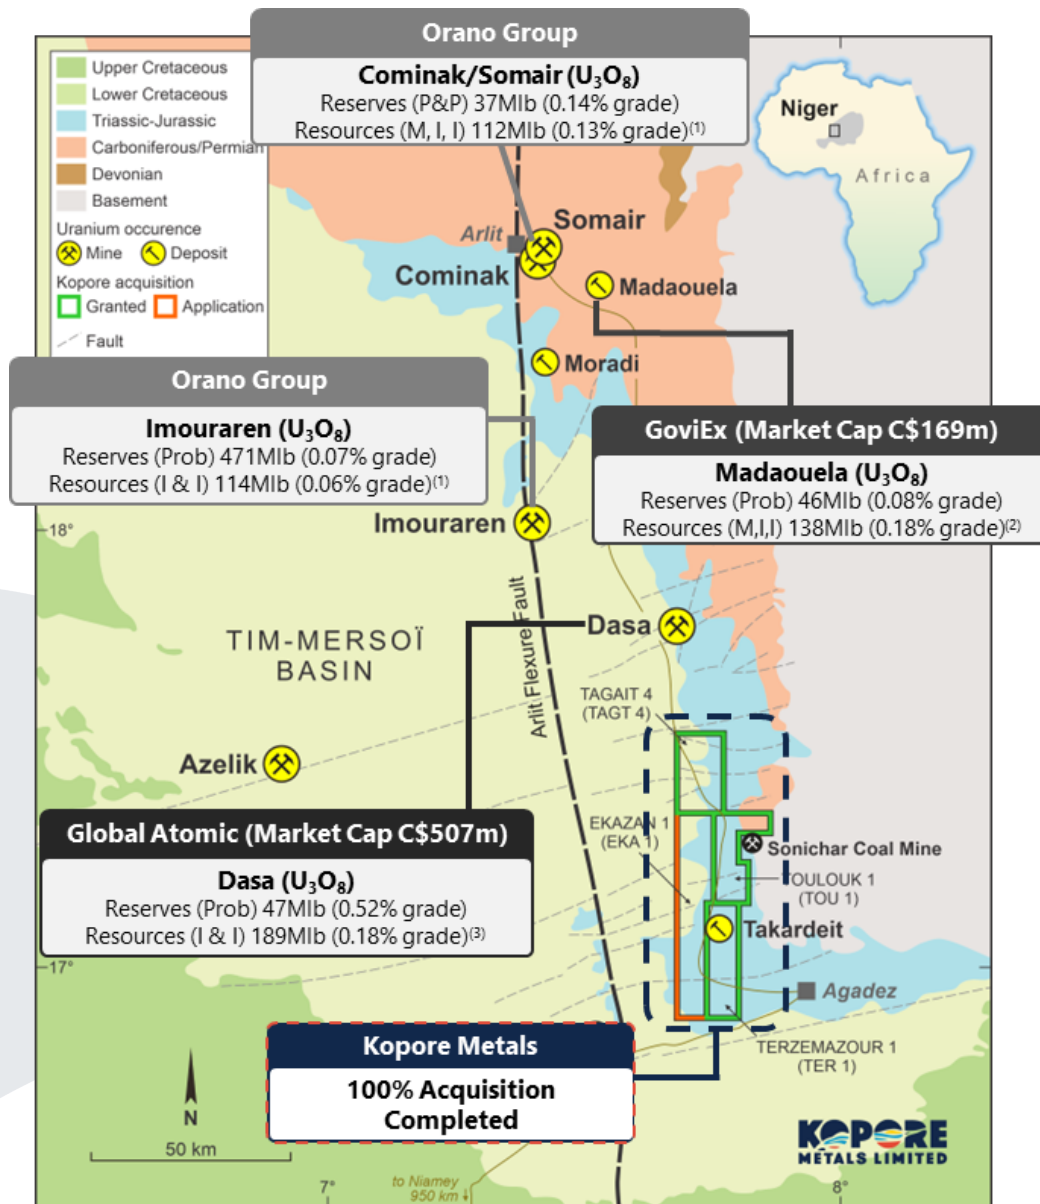 Orano Group
Cominak/Somair (U₃O₈)
Reserves (P&P) 37Mlb (0.14% grade)
Resources (M, I, I) 112Mlb (0.13% grade)⁽¹⁾
Upper Cretaceous
Lower Cretaceous
Triassic-Jurassic
Carboniferous/Permian
Devonian
Basement
Uranium occurence
Mine
Deposit
Kopore acquisition
Granted
Application
Fault
Niger
Africa
Arlit
Somair
Cominak
Madaouela
Moradi
Orano Group
Imouraren (U₃O₈)
Reserves (Prob) 471Mlb (0.07% grade)
Resources (I & I) 114Mlb (0.06% grade)⁽¹⁾
GoviEx (Market Cap C$169m)
Madaouela (U₃O₈)
Reserves (Prob) 46Mlb (0.08% grade)
Resources (M,I,I) 138Mlb (0.18% grade)⁽²⁾
18°
Imouraren
Arlit Flexure Fault
Dasa
TIM-MERSOÏ
BASIN
TAGAIT 4
(TAGT 4)
Azelik
Global Atomic (Market Cap C$507m)
Dasa (U₃O₈)
Reserves (Prob) 47Mlb (0.52% grade)
Resources (I & I) 189Mlb (0.18% grade)⁽³⁾
EKAZAN 1
(EKA 1)
Sonichar Coal Mine
OULOUK 1
(TOU 1)
Takardeit
17°
Agadez
Kopore Metals
100% Acquisition
Completed
TERZEMAZOUR 1
(TER 1)
N
50 km
KOPORE
METALS LIMITED
to Niamey
950 km
7°
8°